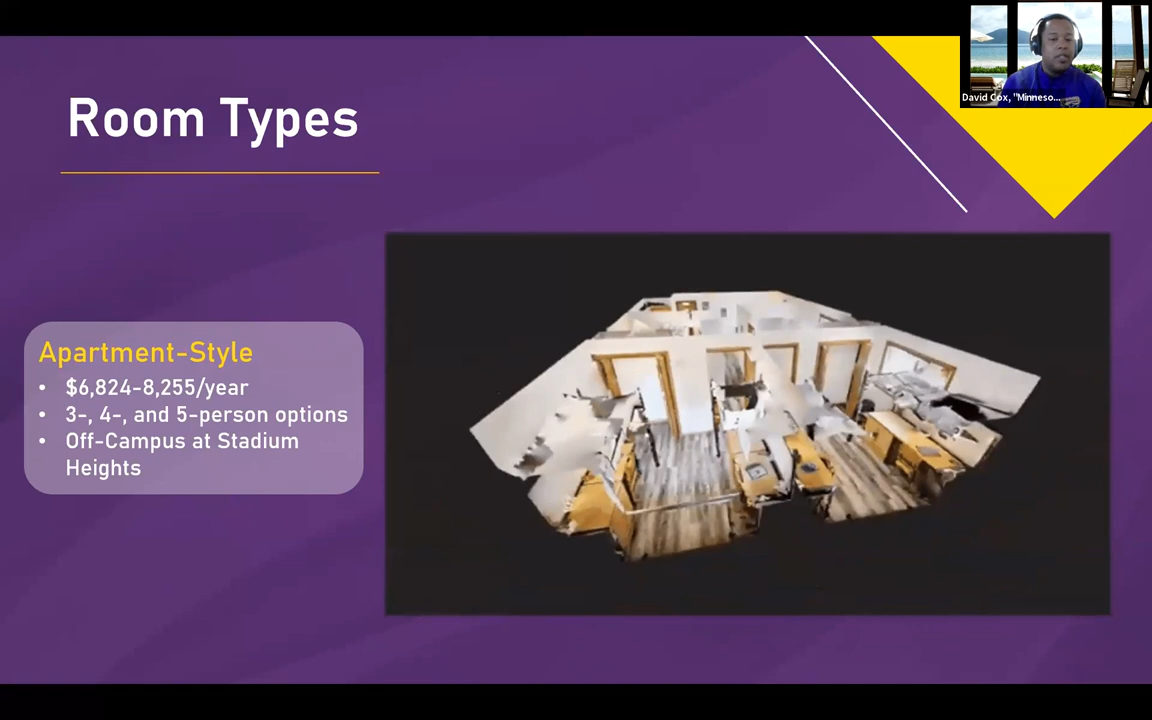 David Cox, "Minneso...
Room Types
Apartment-Style
• $6,824-8,255/year
• 3-, 4-, and 5-person options
• Off-Campus at Stadium
Heights